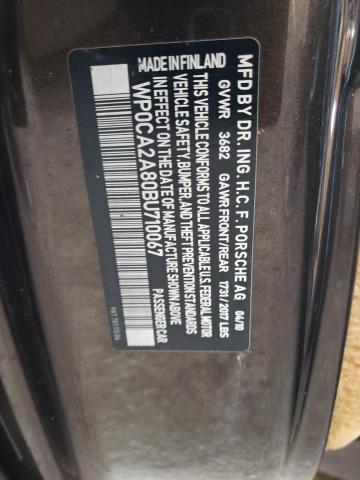 MFD BY DR. ING. H.C. F. PORSCHE AG 04/10
GVWR 3682 GAWR FRONT/REAR 1731/2017 LBS
THIS VEHICLE CONFORMS TO ALL APPLICABLE U.S. FEDERAL MOTOR
VEHICLE SAFETY, BUMPER, AND THEFT PREVENTION STANDARDS
IN EFFECT ON THE DATE OF MANUFACTURE SHOWN ABOVE
WP0CA2A80BU710067 PASSENGER CAR
MADE IN FINLAND